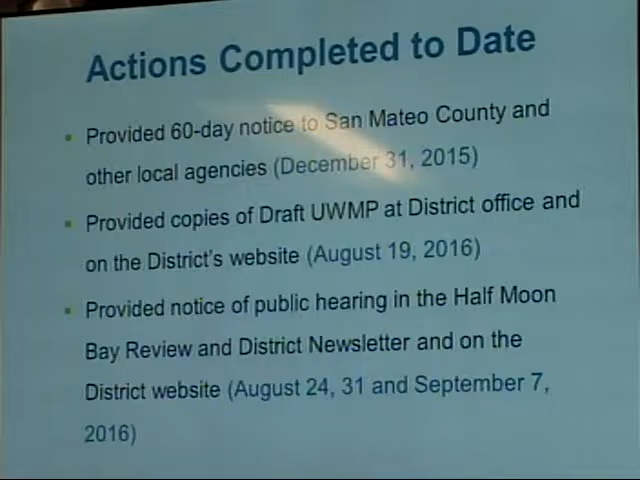 Actions Completed to Date
▪ Provided 60-day notice to San Mateo County and
other local agencies (December 31, 2015)
▪ Provided copies of Draft UWMP at District office and
on the District's website (August 19, 2016)
▪ Provided notice of public hearing in the Half Moon
Bay Review and District Newsletter and on the
District website (August 24, 31 and September 7,
2016)